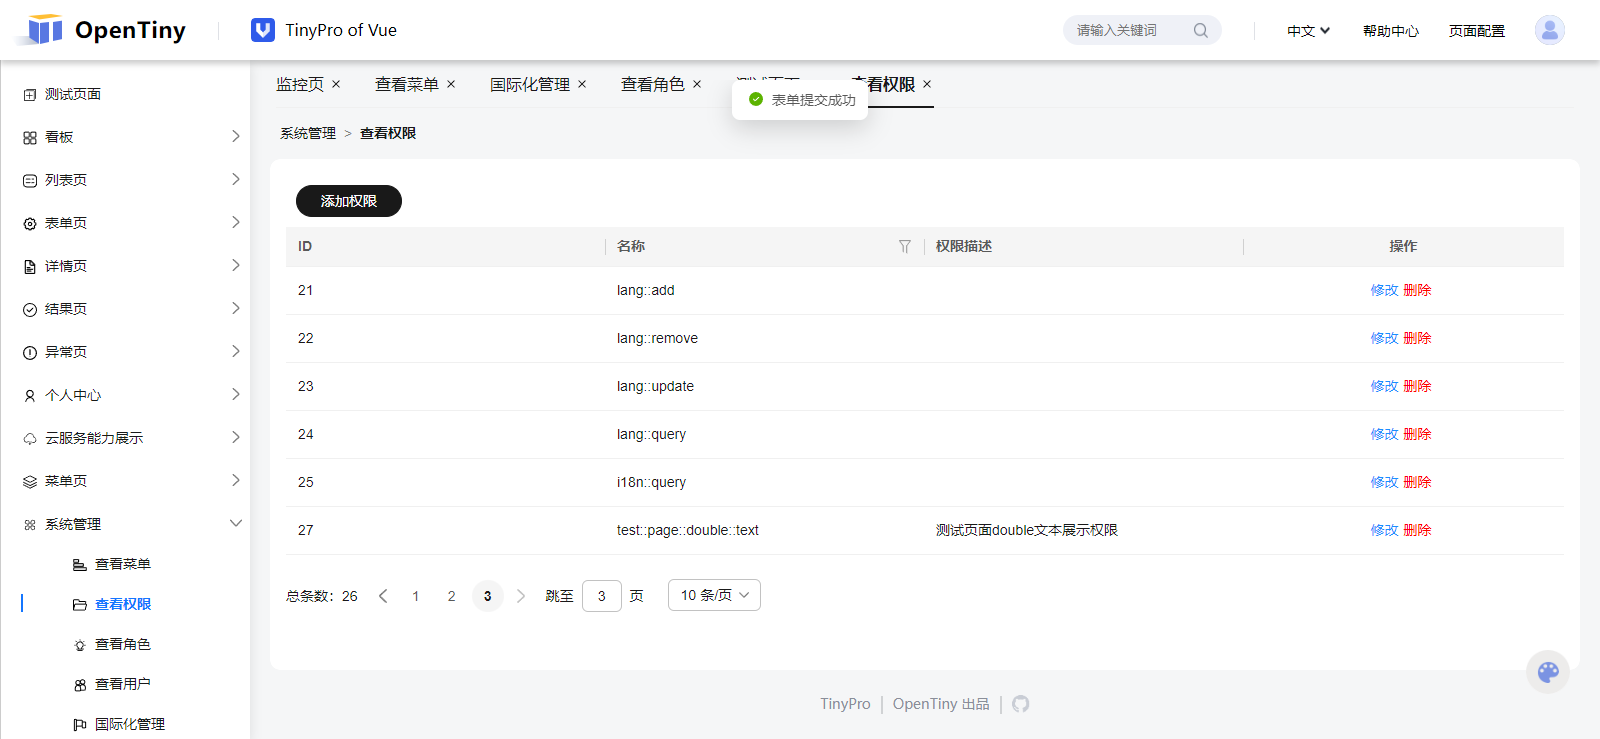 OpenTiny
TinyPro of Vue
请输入关键词
中文
帮助中心
页面配置
监控页 ×
查看菜单 ×
国际化管理 ×
查看角色 ×
测试页面
查看权限 ×
表单提交成功
系统管理 > 查看权限
测试页面
看板
列表页
表单页
详情页
结果页
异常页
个人中心
云服务能力展示
菜单页
系统管理
查看菜单
查看权限
查看角色
查看用户
国际化管理
添加权限
ID 名称 权限描述 操作
21 lang::add 修改 删除
22 lang::remove 修改 删除
23 lang::update 修改 删除
24 lang::query 修改 删除
25 i18n::query 修改 删除
27 test::page::double::text 测试页面double文本展示权限 修改 删除
总条数：26 1 2 3 跳至 3 页 10 条/页
TinyPro | OpenTiny 出品 |